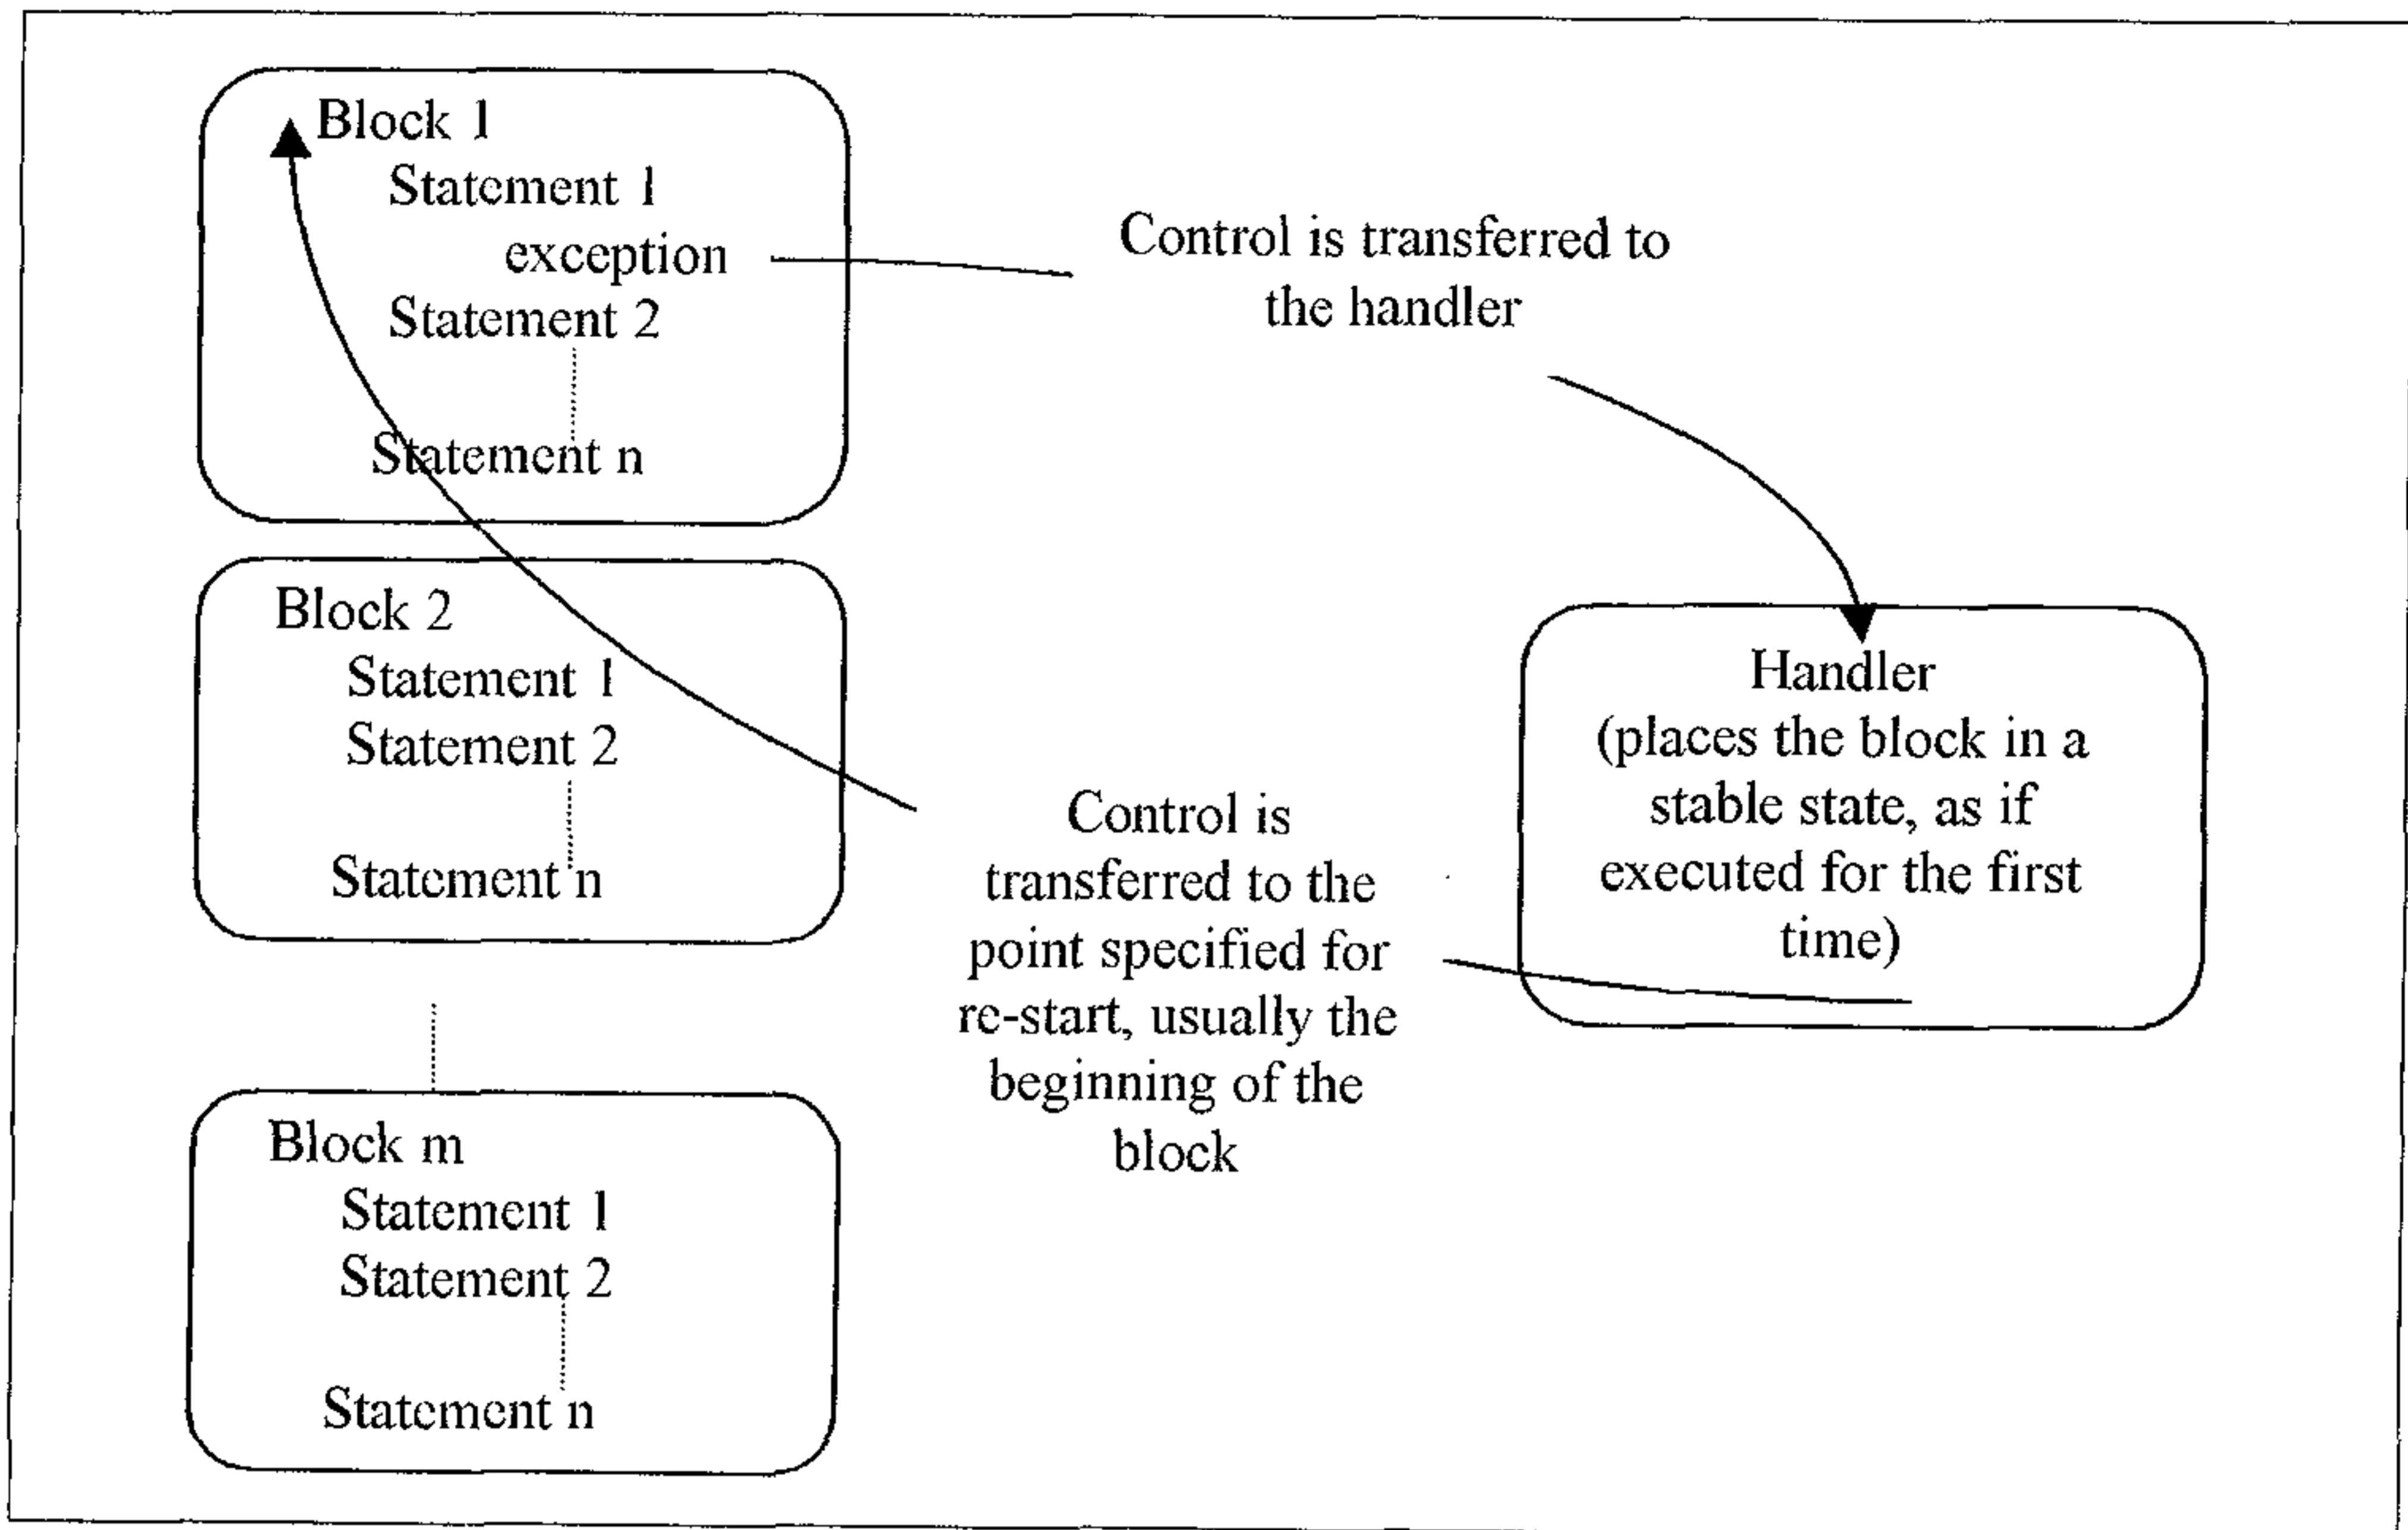 Block 1
Statement 1
exception
Statement 2
Statement n
Control is transferred to
the handler
Block 2
Statement 1
Statement 2
Statement n
Handler
(places the block in a
stable state, as if
executed for the first
time)
Control is
transferred to the
point specified for
re-start, usually the
beginning of the
block
Block m
Statement 1
Statement 2
Statement n